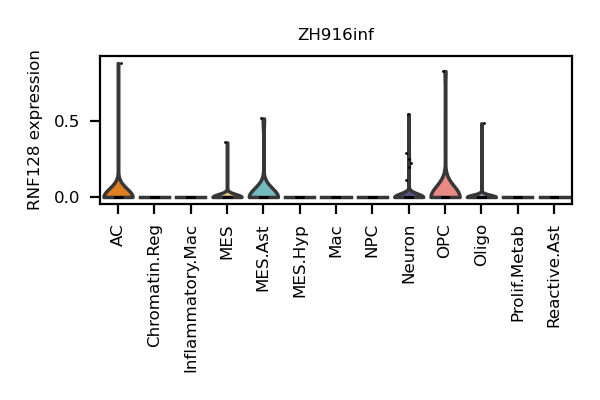 ZH916inf
RNF128 expression
0.5
0.0
AC
Chromatin.Reg
Inflammatory.Mac
MES
MES.Ast
MES.Hyp
Mac
NPC
Neuron
OPC
Oligo
Prolif.Metab
Reactive.Ast